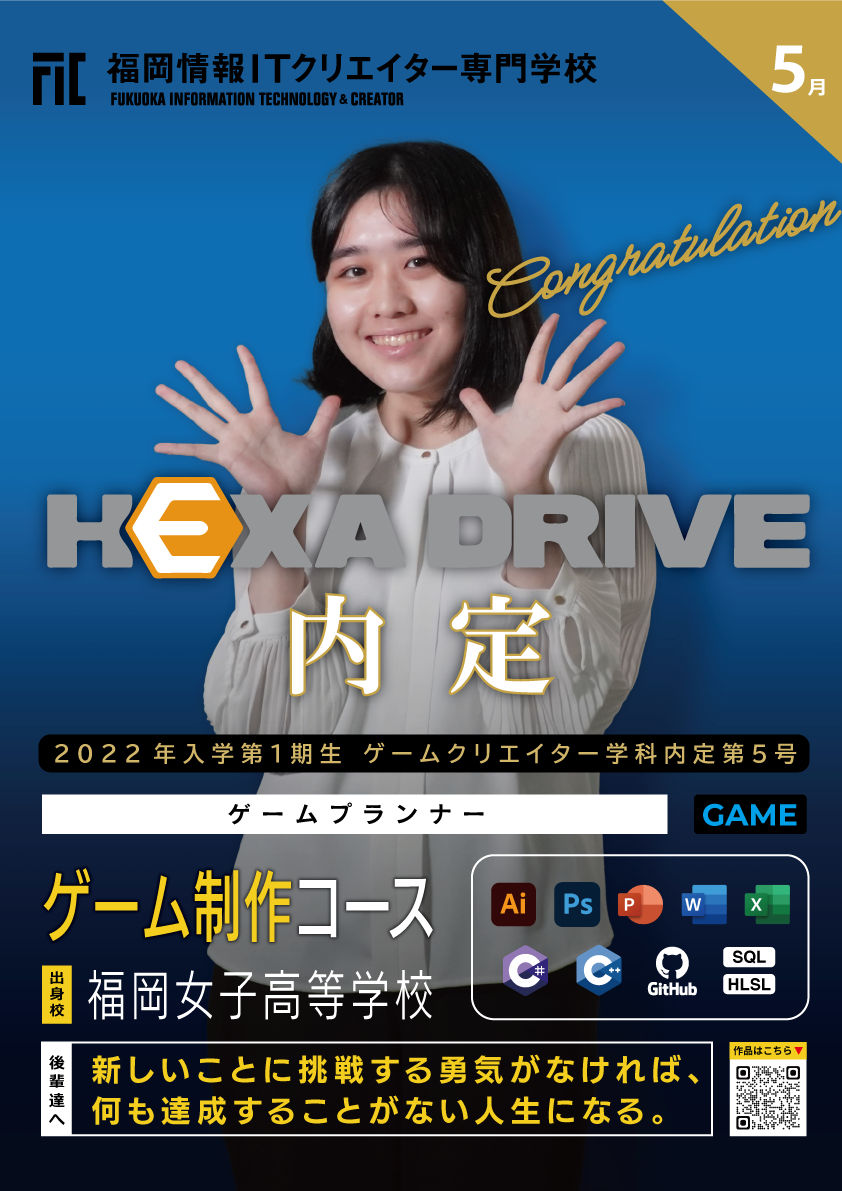 FIC
福岡情報ITクリエイター専門学校
FUKUOKA INFORMATION TECHNOLOGY & CREATOR
5月
Congratulation
HEXA DRIVE
内定
2022年入学第1期生 ゲームクリエイター学科内定第5号
ゲームプランナー
GAME
ゲーム制作コース
出身校
福岡女子高等学校
Ai Ps P W X
C# C++ GitHub SQL
HLSL
後輩達へ
新しいことに挑戦する勇気がなければ、
何も達成することがない人生になる。
作品はこちら▼